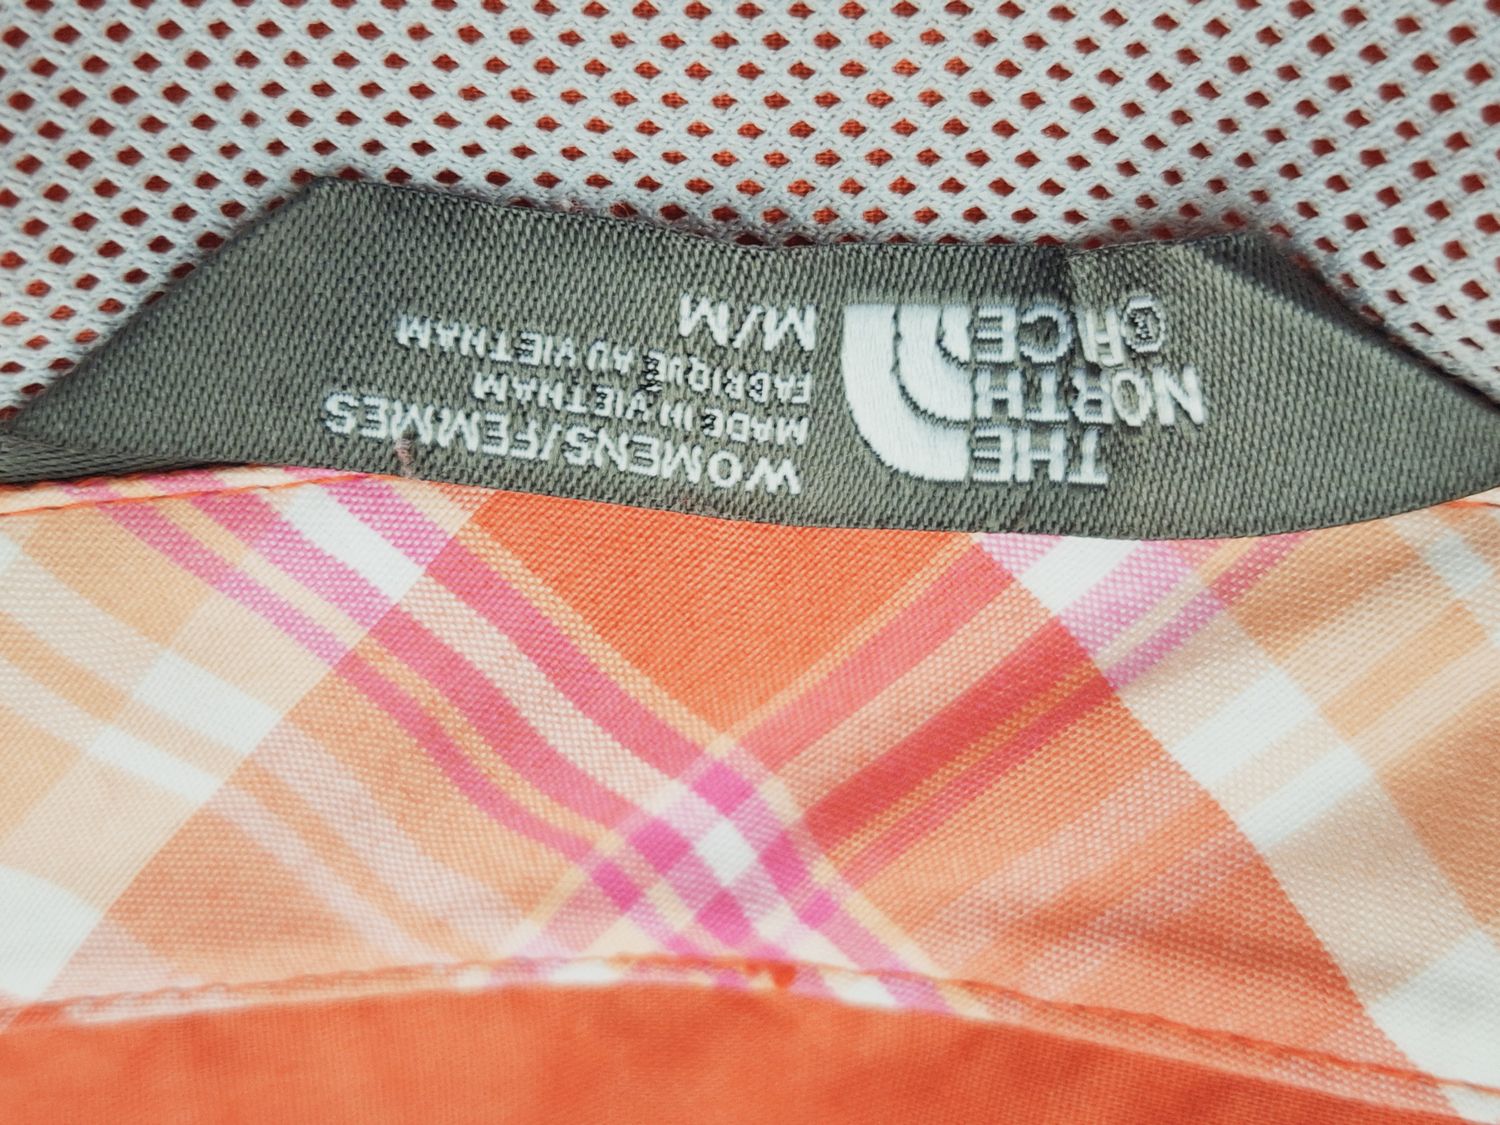 THE
NORTH
FACE
®
WOMENS/FEMMES
MADE IN VIETNAM
FABRIQUÉ AU VIETNAM
M/M